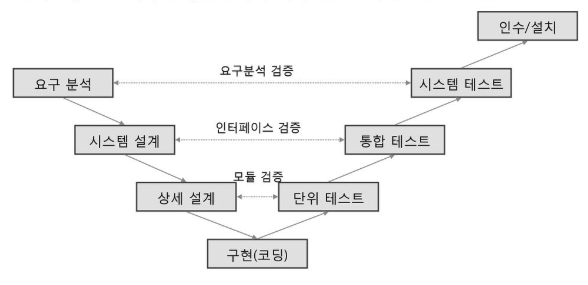 인수/설치
요구분석 검증
요구 분석
시스템 테스트
인터페이스 검증
시스템 설계
통합 테스트
모듈 검증
상세 설계
단위 테스트
구현(코딩)